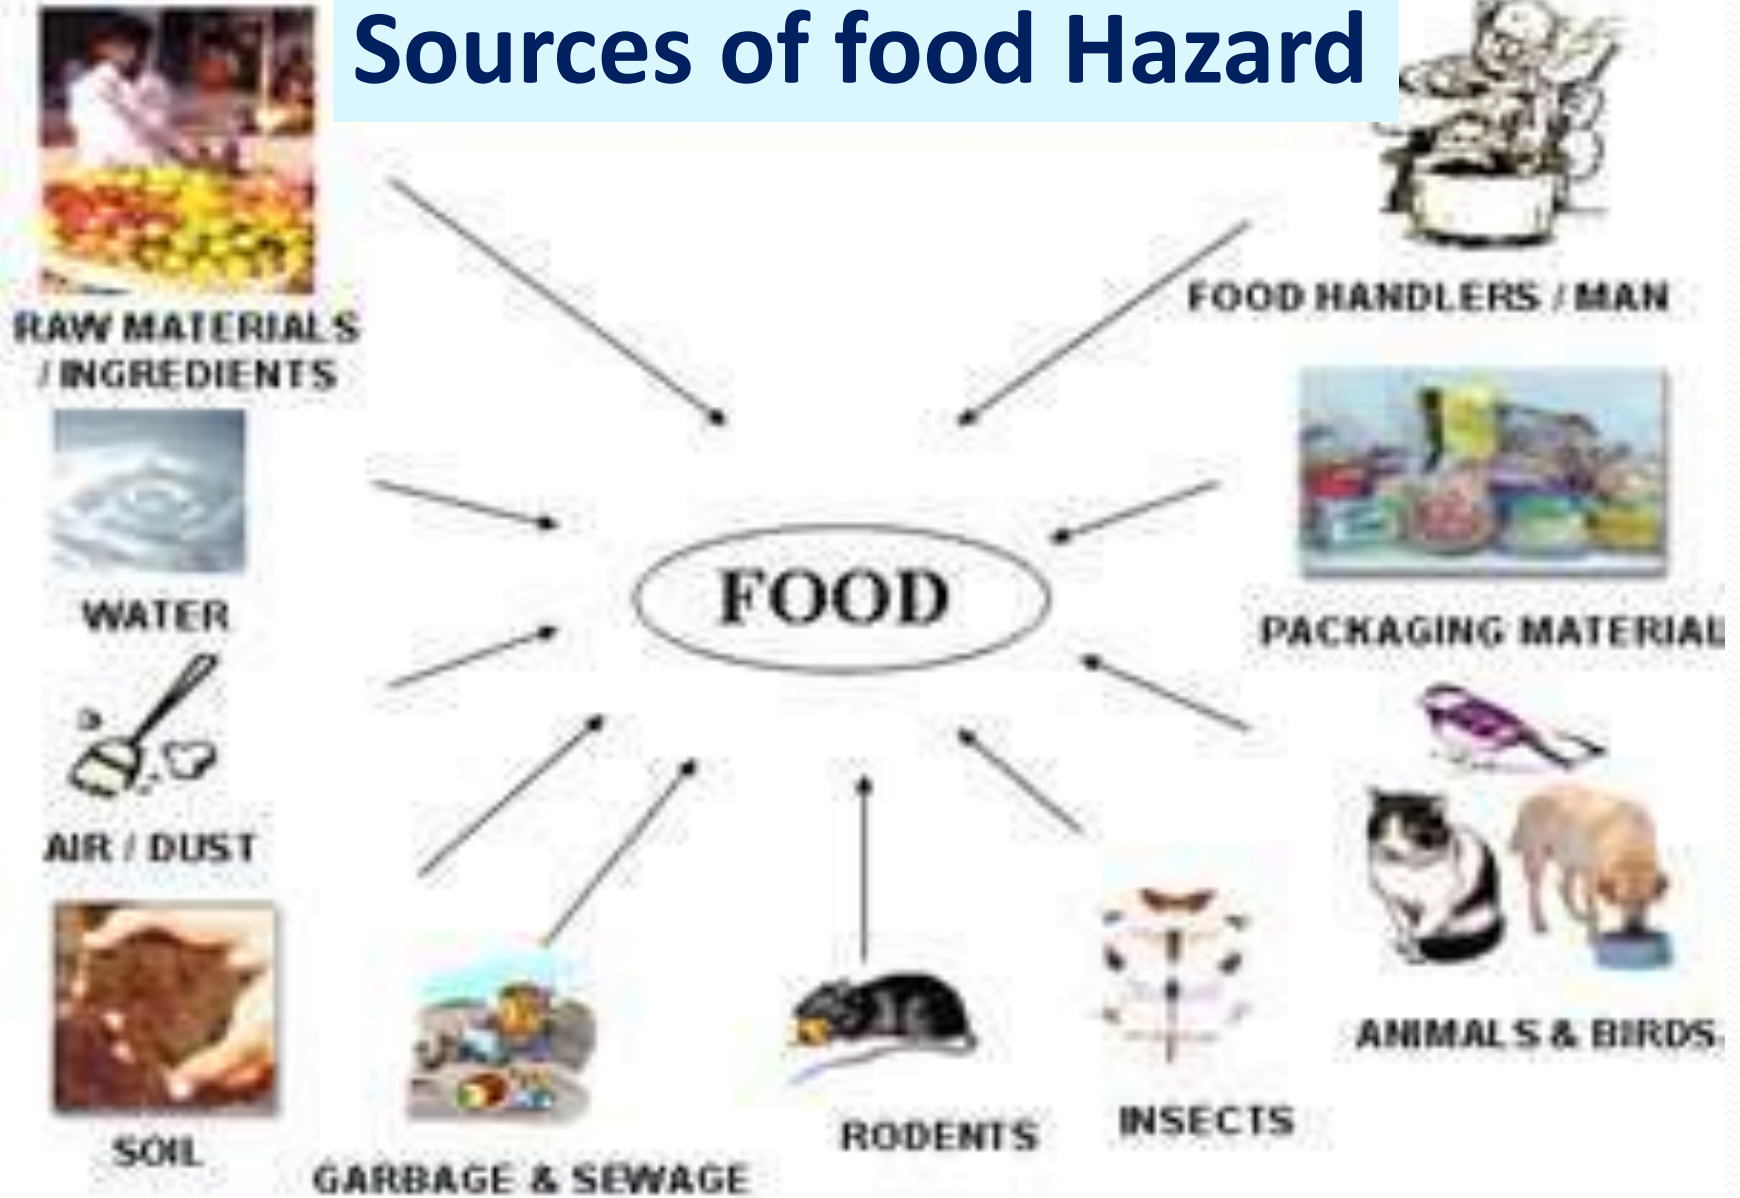 Sources of food Hazard
RAW MATERIALS
/ INGREDIENTS
FOOD HANDLERS / MAN
WATER
FOOD
PACKAGING MATERIAL
AIR / DUST
ANIMALS & BIRDS
SOIL
GARBAGE & SEWAGE
RODENTS
INSECTS